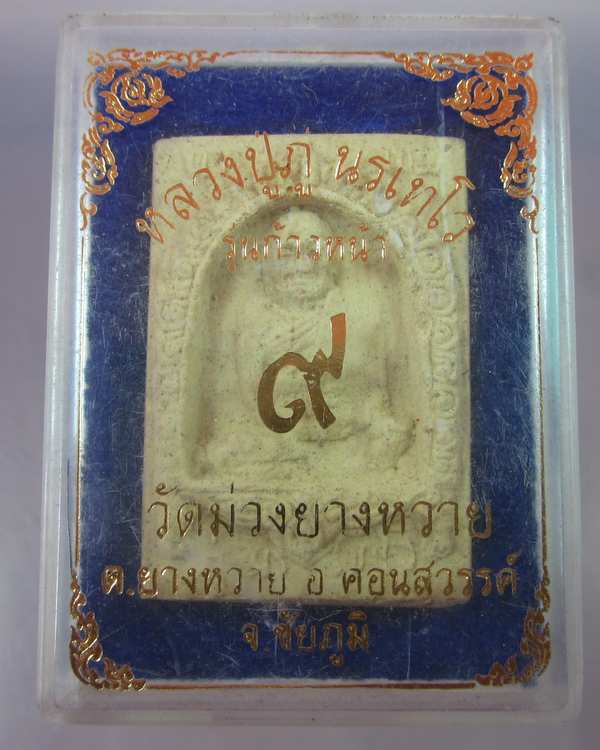 หลวงปู่ภู นรเทโว
รุ่นก้าวหน้า
๙
วัดม่วงยางหวาย
ต.ยางหวาย อ คอนสวรรค์
จ.ชัยภูมิ